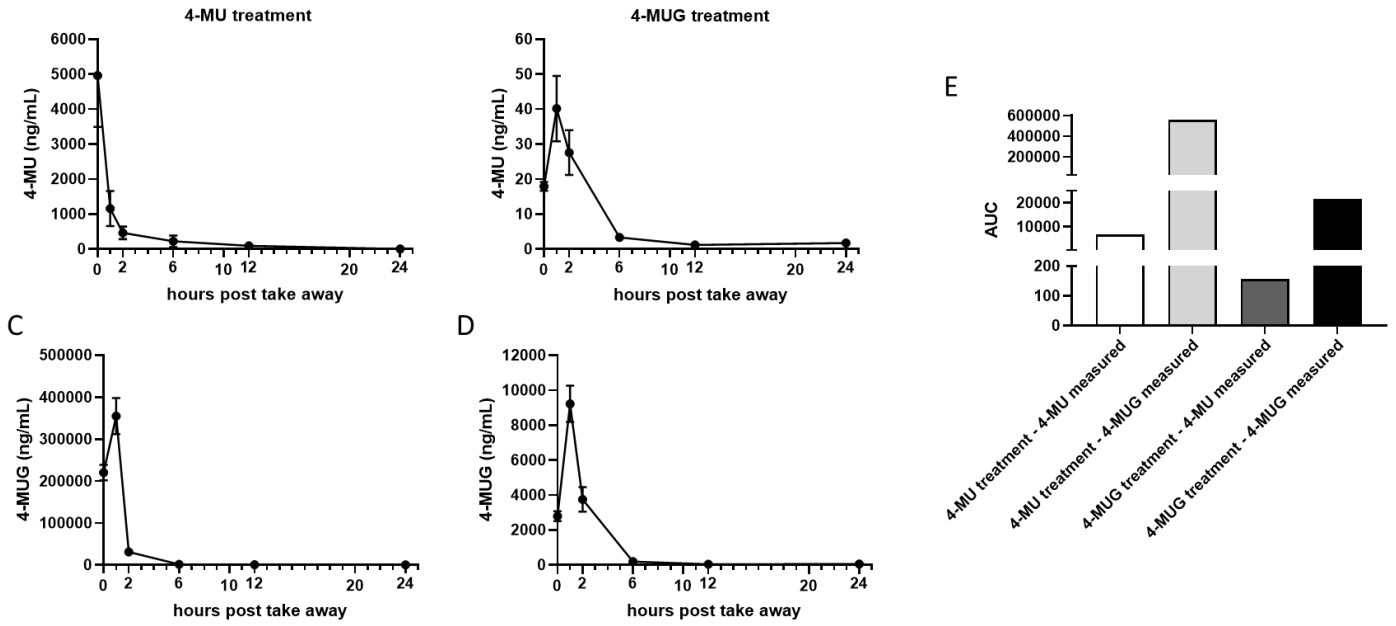 4-MU treatment
4-MU (ng/mL)
6000
5000
4000
3000
2000
1000
0
0 2 6 10 12 20 24
hours post take away
4-MUG treatment
4-MU (ng/mL)
60
50
40
30
20
10
0
0 2 6 10 12 20 24
hours post take away
C
4-MUG (ng/mL)
500000
400000
300000
200000
100000
0
0 2 6 10 12 20 24
hours post take away
D
4-MUG (ng/mL)
12000
10000
8000
6000
4000
2000
0
0 2 6 10 12 20 24
hours post take away
E
AUC
600000
400000
200000
20000
10000
200
100
0
4-MU treatment - 4-MU measured
4-MU treatment - 4-MUG measured
4-MUG treatment - 4-MU measured
4-MUG treatment - 4-MUG measured